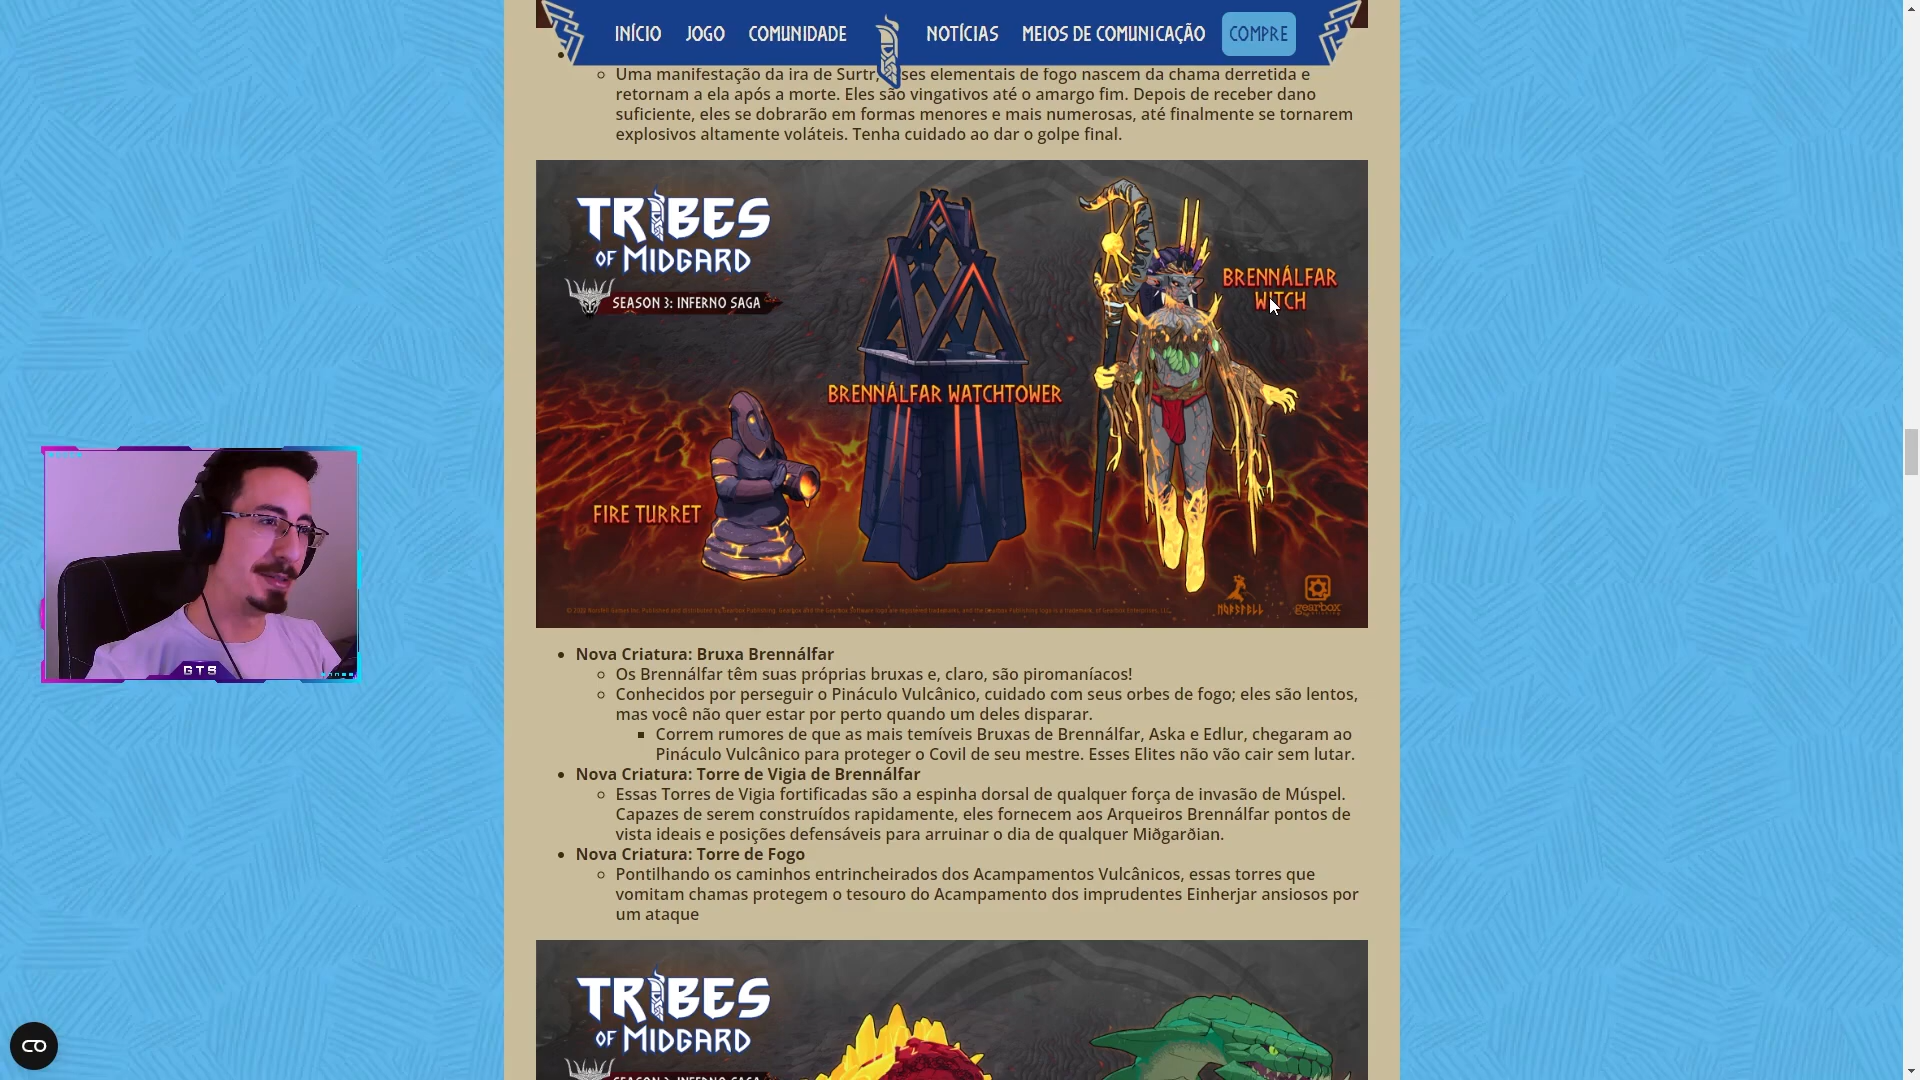 INÍCIO JOGO COMUNIDADE NOTÍCIAS MEIOS DE COMUNICAÇÃO COMPRE
Uma manifestação da ira de Surtr, ses elementais de fogo nascem da chama derretida e
retornam a ela após a morte. Eles são vingativos até o amargo fim. Depois de receber dano
suficiente, eles se dobrarão em formas menores e mais numerosas, até finalmente se tornarem
explosivos altamente voláteis. Tenha cuidado ao dar o golpe final.
TRIBES
OF MIDGARD
SEASON 3: INFERNO SAGA
BRENNÁLFAR
WITCH
BRENNÁLFAR WATCHTOWER
FIRE TURRET
NORSFELL
gearbox
Nova Criatura: Bruxa Brennálfar
Os Brennálfar têm suas próprias bruxas e, claro, são piromaníacos!
Conhecidos por perseguir o Pináculo Vulcânico, cuidado com seus orbes de fogo; eles são lentos,
mas você não quer estar por perto quando um deles disparar.
Correm rumores de que as mais temíveis Bruxas de Brennálfar, Aska e Edlur, chegaram ao
Pináculo Vulcânico para proteger o Covil de seu mestre. Esses Elites não vão cair sem lutar.
Nova Criatura: Torre de Vigia de Brennálfar
Essas Torres de Vigia fortificadas são a espinha dorsal de qualquer força de invasão de Múspel.
Capazes de serem construídos rapidamente, eles fornecem aos Arqueiros Brennálfar pontos de
vista ideais e posições defensáveis para arruinar o dia de qualquer Miðgarðian.
Nova Criatura: Torre de Fogo
Pontilhando os caminhos entrincheirados dos Acampamentos Vulcânicos, essas torres que
vomitam chamas protegem o tesouro do Acampamento dos imprudentes Einherjar ansiosos por
um ataque
TRIBES
OF MIDGARD
SEASON 3: INFERNO SAGA
GTS